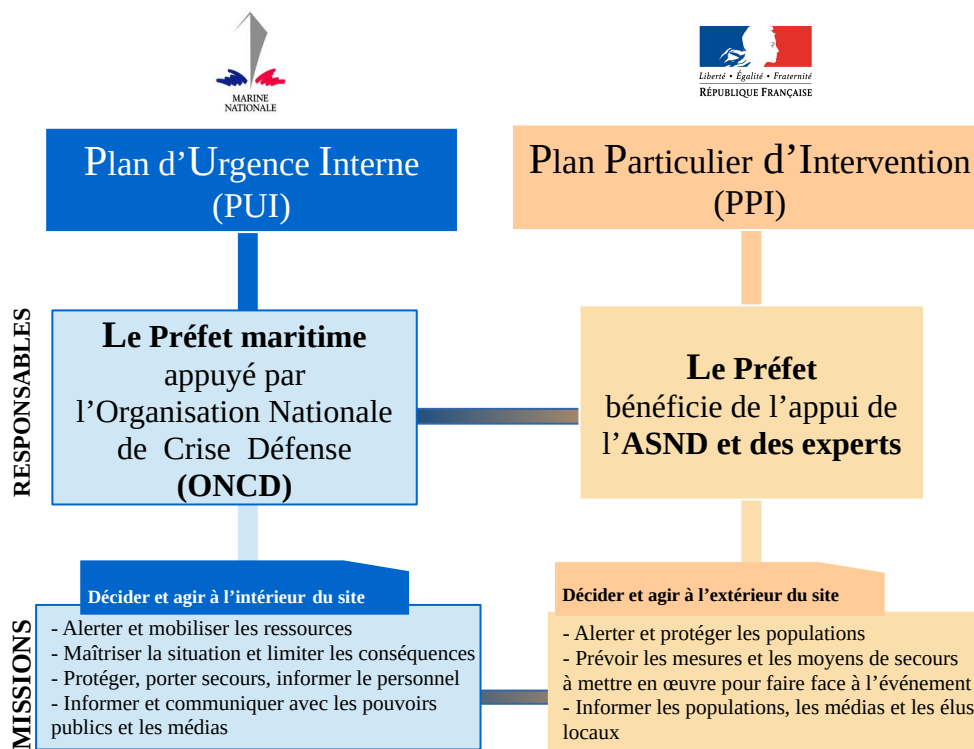 MARINE
NATIONALE
Liberté • Égalité • Fraternité
RÉPUBLIQUE FRANÇAISE
Plan d’Urgence Interne
(PUI)
Plan Particulier d’Intervention
(PPI)
RESPONSABLES
Le Préfet maritime
appuyé par
l’Organisation Nationale
de Crise Défense
(ONCD)
Le Préfet
bénéficie de l’appui de
l’ASND et des experts
MISSIONS
Décider et agir à l’intérieur du site
- Alerter et mobiliser les ressources
- Maîtriser la situation et limiter les conséquences
- Protéger, porter secours, informer le personnel
- Informer et communiquer avec les pouvoirs
publics et les médias
Décider et agir à l’extérieur du site
- Alerter et protéger les populations
- Prévoir les mesures et les moyens de secours
à mettre en œuvre pour faire face à l’événement
- Informer les populations, les médias et les élus
locaux